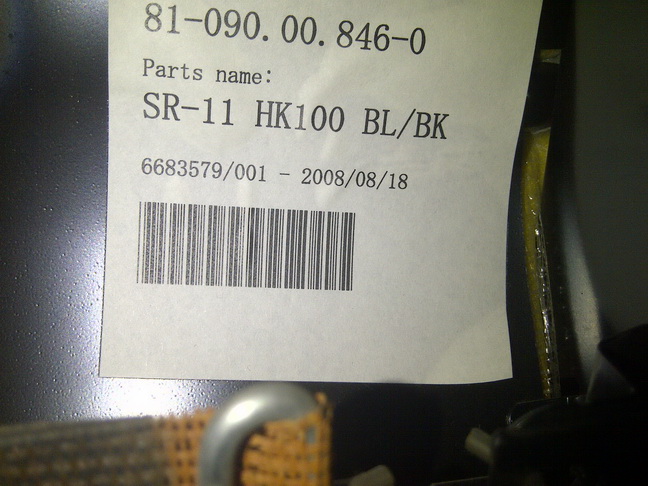 81-090.00.846-0
Parts name:
SR-11 HK100 BL/BK
6683579/001 - 2008/08/18